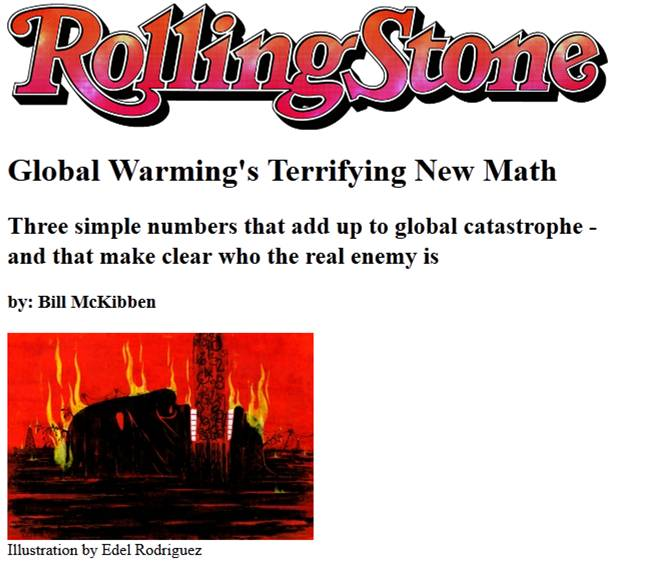 RollingStone
Global Warming's Terrifying New Math
Three simple numbers that add up to global catastrophe -
and that make clear who the real enemy is
by: Bill McKibben
Illustration by Edel Rodriguez